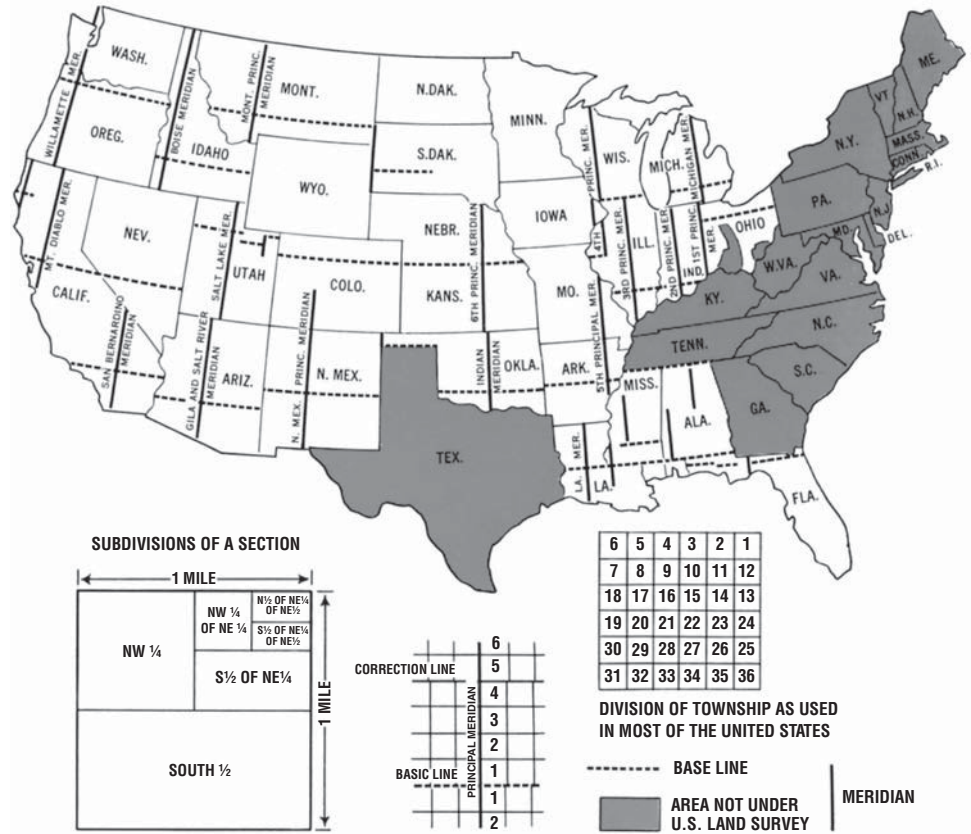 WASH.
WILLAMETTE MER.
OREG.
BOISE MERIDIAN
IDAHO
MONT. PRINC.
MERIDIAN
MONT.
N.DAK.
S.DAK.
WYO.
MINN.
WIS.
MICH.
MICHIGAN MER.
IOWA
4TH PRINC. MER.
NEBR.
MT. DIABLO MER.
NEV.
CALIF.
SALT LAKE MER.
UTAH
COLO.
KANS.
6TH PRINC. MERIDIAN
MO.
3RD PRINC. MER.
ILL.
2ND PRINC. MER.
IND.
1ST PRINC.
MER.
OHIO
ME.
VT
N.H.
MASS.
CONN.
R.I.
N.Y.
PA.
N.J
MD.
DEL.
W.VA.
VA.
KY.
TENN.
N.C.
S.C.
GA.
SAN BERNARDINO
MERIDIAN
GILA AND SALT RIVER
MERIDIAN
ARIZ.
N. MEX. PRINC. MERIDIAN
N. MEX.
INDIAN
MERIDIAN
OKLA.
ARK.
5TH PRINCIPAL MER.
MISS.
ALA.
TEX.
LA. MER.
LA.
FLA.
SUBDIVISIONS OF A SECTION
1 MILE
NW ¼
NW ¼
OF NE ¼
N½ OF NE¼
OF NE½
S½ OF NE¼
OF NE½
S½ OF NE¼
SOUTH ½
1 MILE
6
CORRECTION LINE 5
4
3
2
BASIC LINE 1
1
2
PRINCIPAL MERIDIAN
6 5 4 3 2 1
7 8 9 10 11 12
18 17 16 15 14 13
19 20 21 22 23 24
30 29 28 27 26 25
31 32 33 34 35 36
DIVISION OF TOWNSHIP AS USED
IN MOST OF THE UNITED STATES
BASE LINE
AREA NOT UNDER
U.S. LAND SURVEY
MERIDIAN